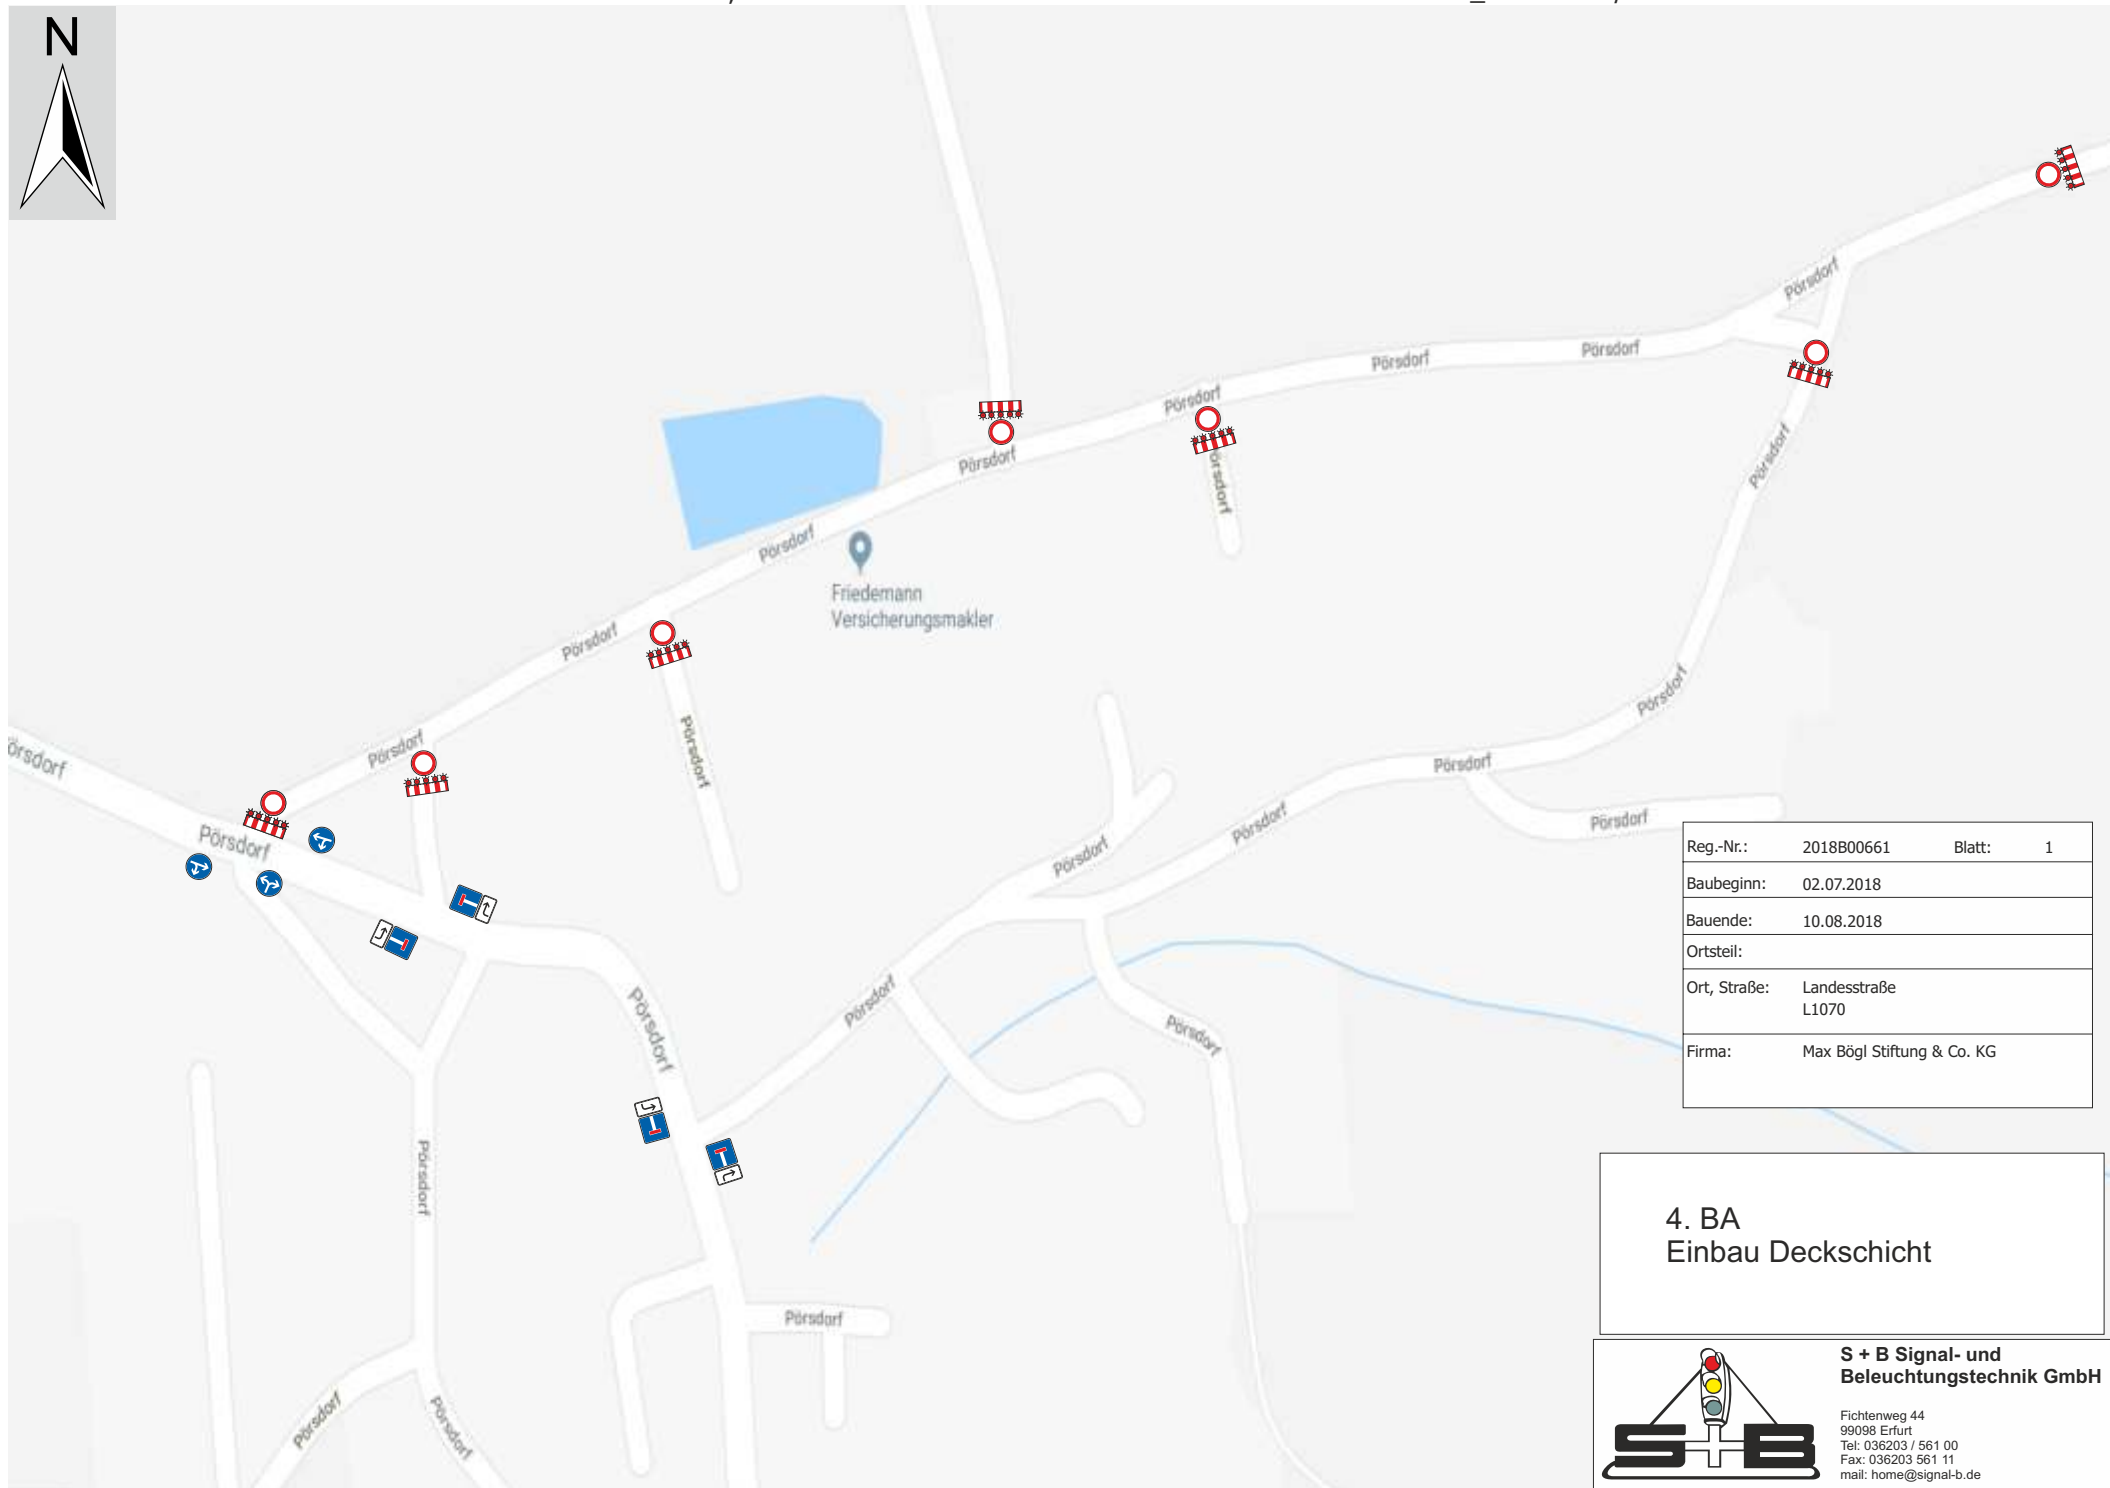 N
Pörsdorf
Pörsdorf
Pörsdorf
Pörsdorf
Pörsdorf
Pörsdorf
örsdorf
Pörsdorf
Pörsdorf
Friedemann
Versicherungsmakler
Pörsdorf
Pörsdorf
Pörsdorf
Pörsdorf
örsdorf
Pörsdorf
Pörsdorf
Pörsdorf
Pörsdorf
Pörsdorf
Pörsdorf
Pörsdorf
Pörsdorf
Pörsdorf
Pörsdorf
Pörsdorf
Pörsdorf
Pörsdorf
Reg.-Nr.: 2018B00661 Blatt: 1
Baubeginn: 02.07.2018
Bauende: 10.08.2018
Ortsteil:
Ort, Straße: Landesstraße
L1070
Firma: Max Bögl Stiftung & Co. KG
4. BA
Einbau Deckschicht
S+B
S + B Signal- und
Beleuchtungstechnik GmbH
Fichtenweg 44
99098 Erfurt
Tel: 036203 / 561 00
Fax: 036203 561 11
mail: home@signal-b.de